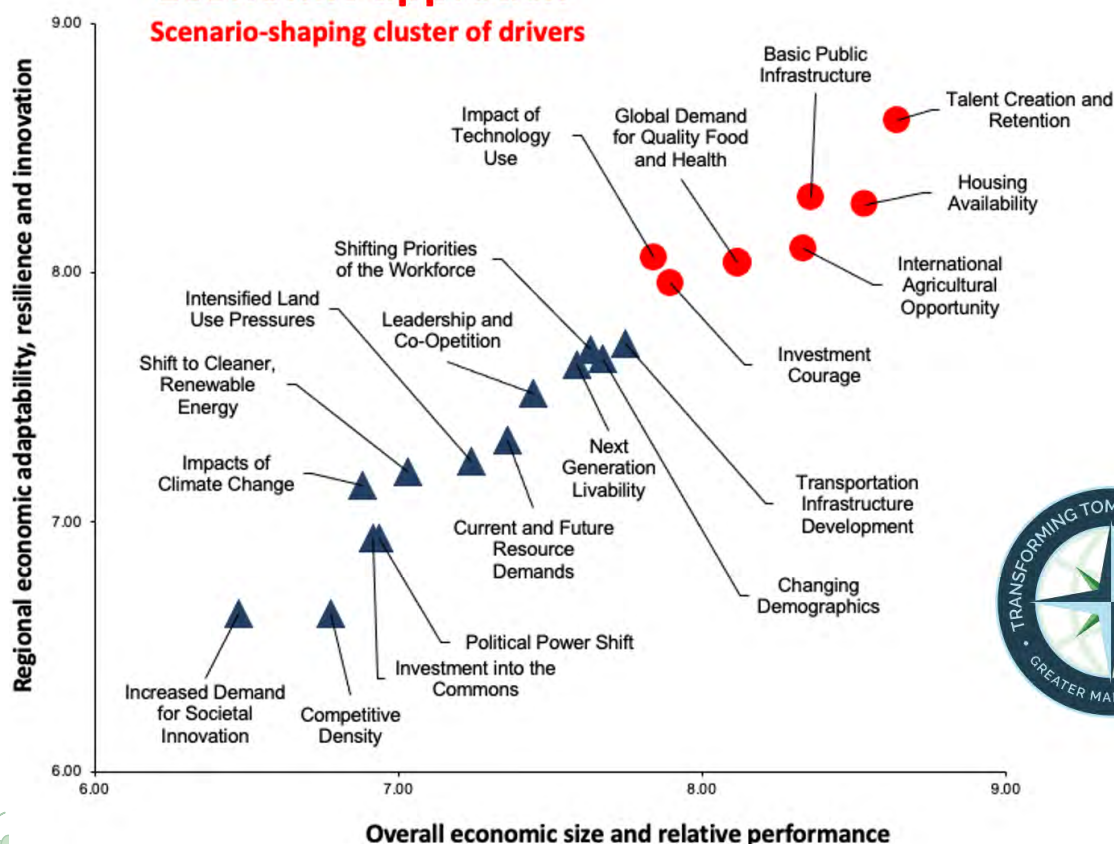 Scenario-shaping cluster of drivers
9.00
Regional economic adaptability, resilience and innovation
Basic Public
Infrastructure
Talent Creation and
Retention
Impact of
Technology
Use
Global Demand
for Quality Food
and Health
Housing
Availability
Shifting Priorities
of the Workforce
8.00
International
Agricultural
Opportunity
Intensified Land
Use Pressures
Leadership and
Co-Opetition
Investment
Courage
Shift to Cleaner,
Renewable
Energy
Next
Generation
Livability
Impacts of
Climate Change
Transportation
Infrastructure
Development
7.00
Current and Future
Resource
Demands
Changing
Demographics
Political Power Shift
Investment into the
Commons
Increased Demand
for Societal
Innovation
Competitive
Density
6.00
6.00
7.00
8.00
9.00
Overall economic size and relative performance
TRANSFORMING
GREATER